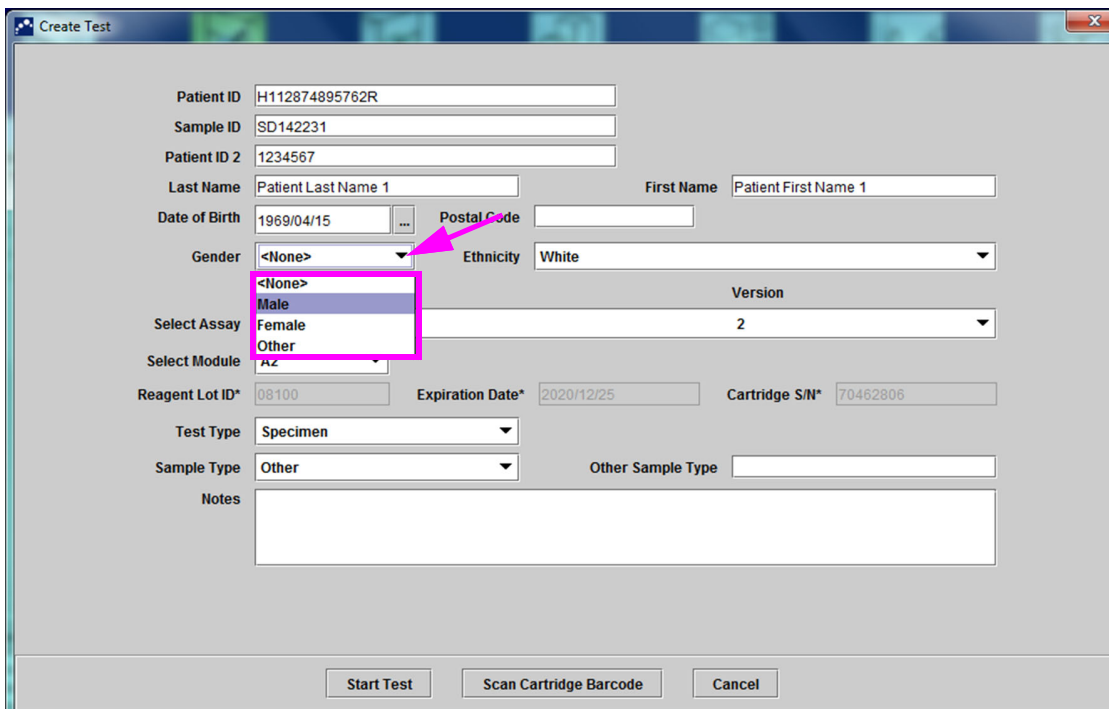 Create Test
Patient ID H112874895762R
Sample ID SD142231
Patient ID 2 1234567
Last Name Patient Last Name 1 First Name Patient First Name 1
Date of Birth 1969/04/15 ... Postal Code
Gender <None> Ethnicity White
<None>
Male
Female
Other
Version
Select Assay 2
Select Module A2
Reagent Lot ID* 08100 Expiration Date* 2020/12/25 Cartridge S/N* 70462806
Test Type Specimen
Sample Type Other Other Sample Type
Notes
Start Test Scan Cartridge Barcode Cancel